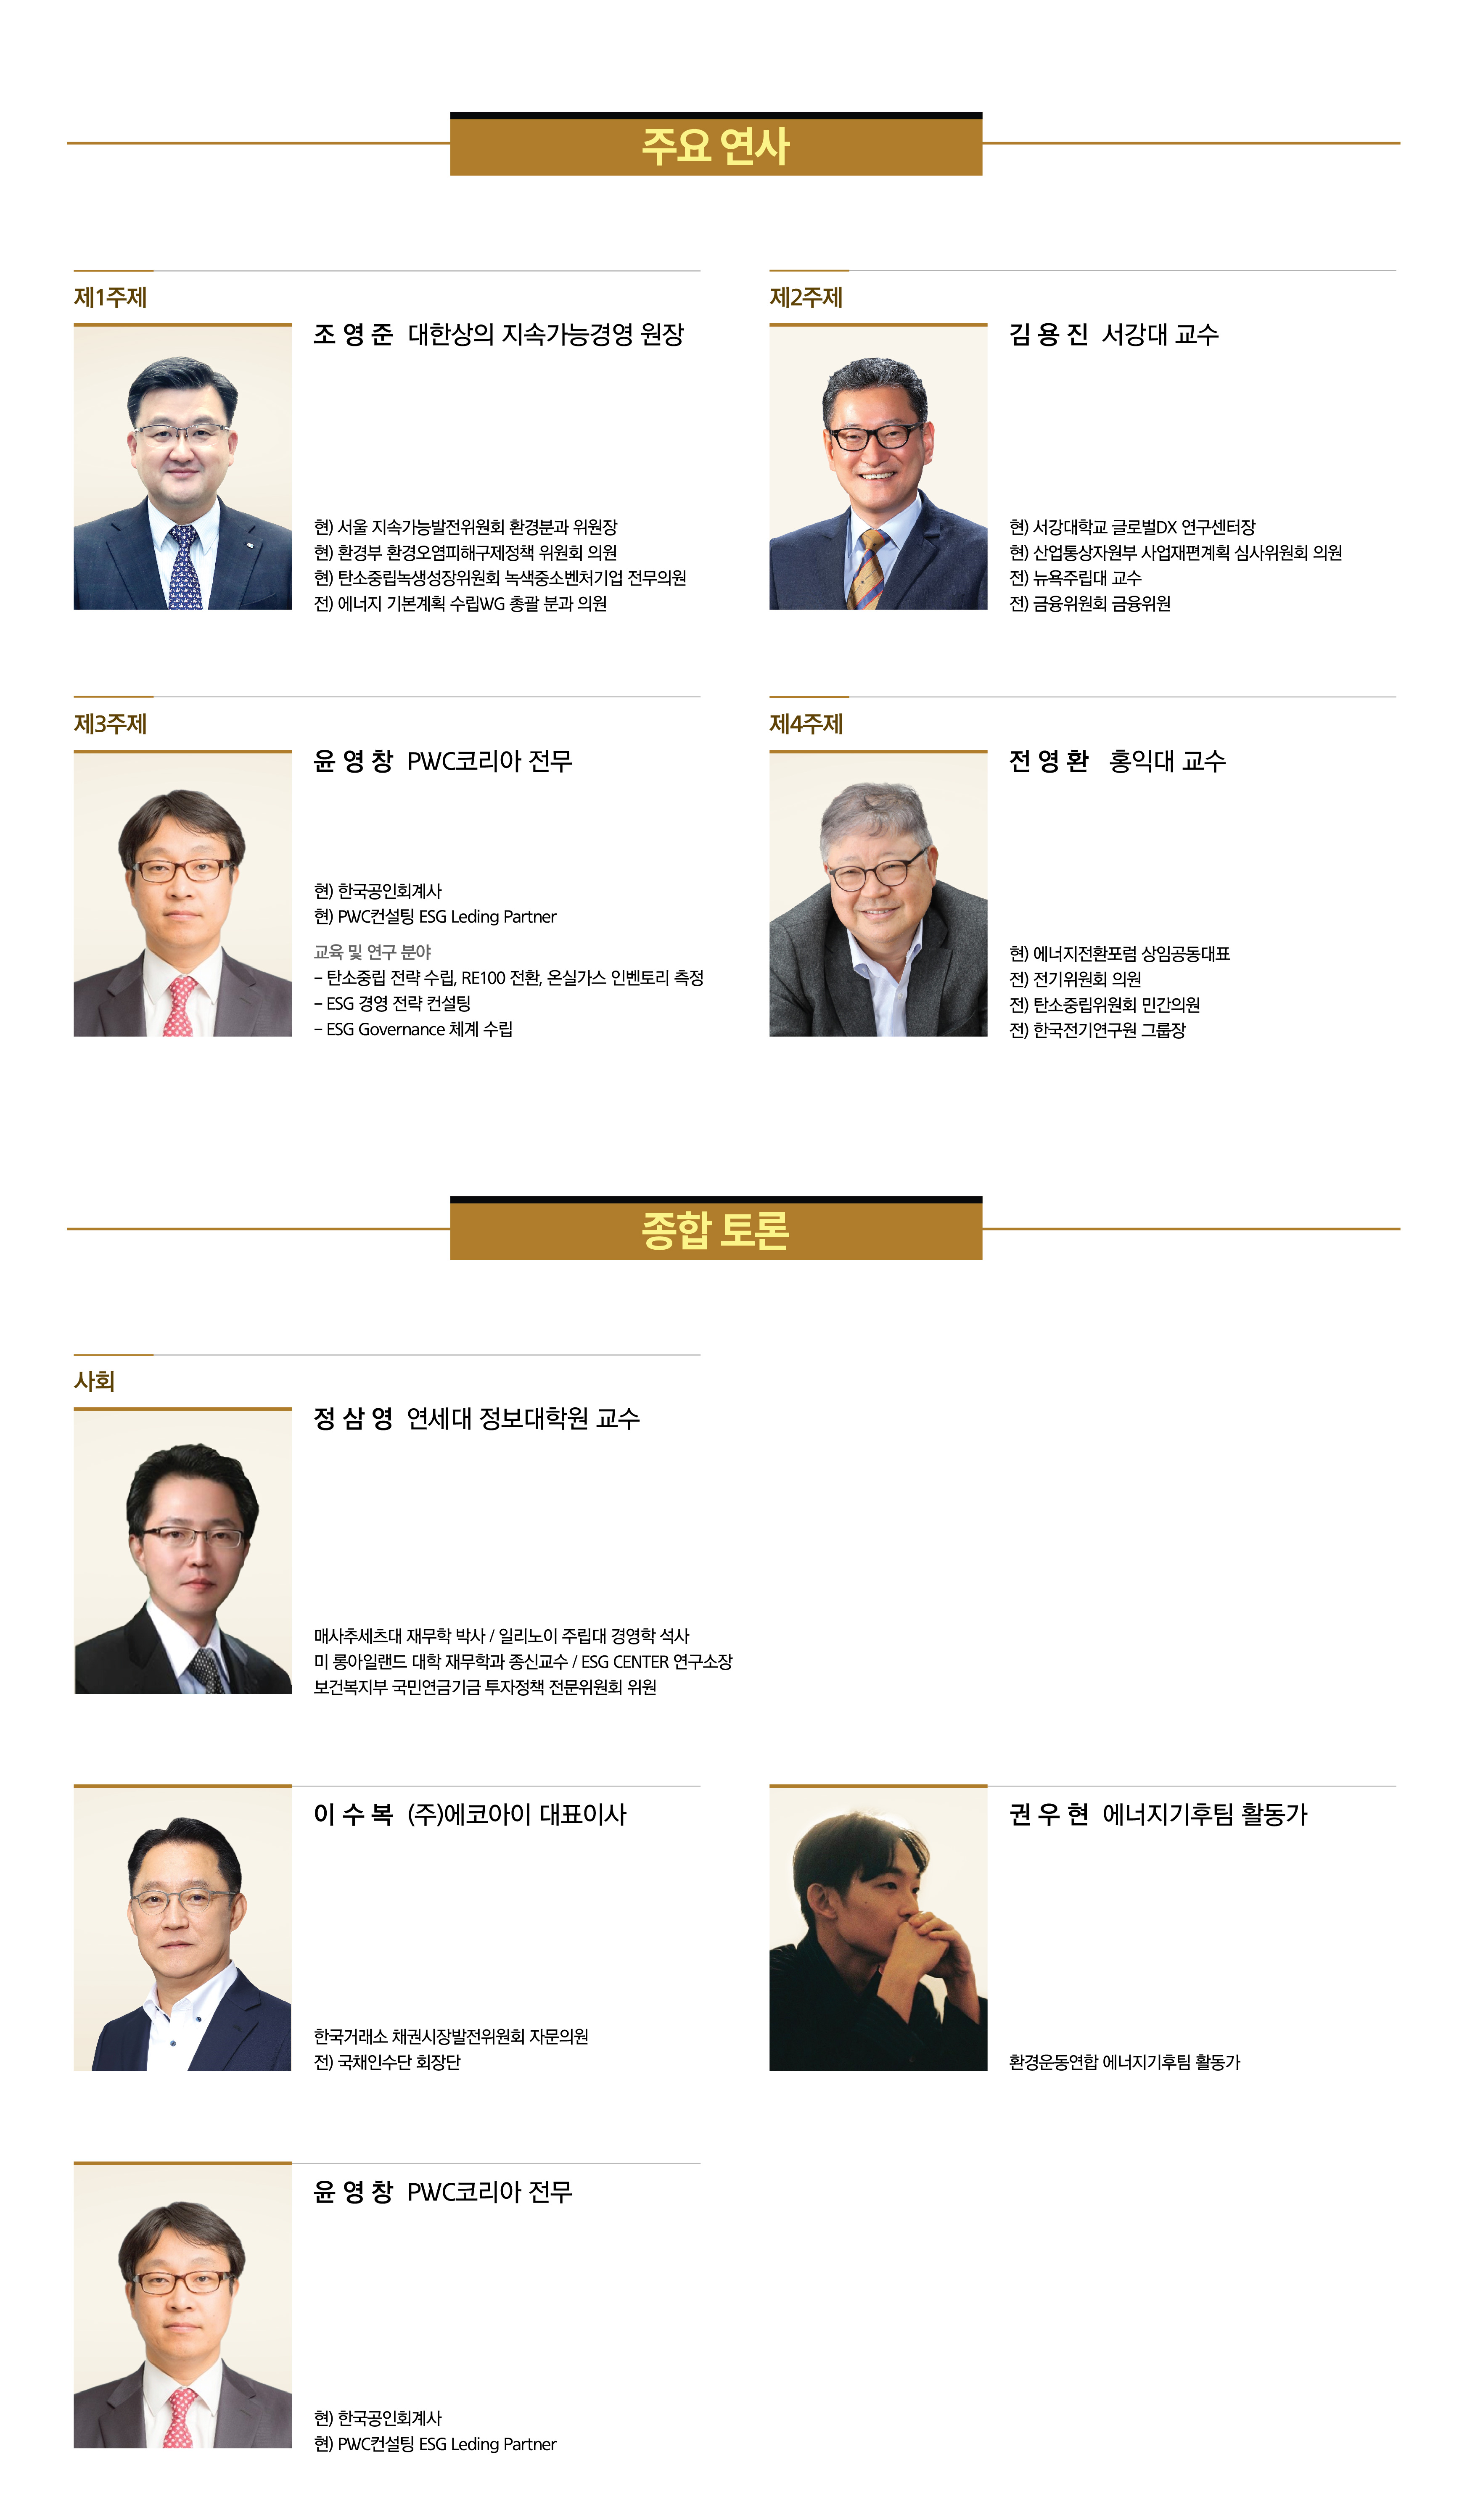 주요 연사
제1주제
조 영 준 대한상의 지속가능경영 원장
현) 서울 지속가능발전위원회 환경분과 위원장
현) 환경부 환경오염피해구제정책 위원회 의원
현) 탄소중립녹생성장위원회 녹색중소벤처기업 전무의원
전) 에너지 기본계획 수립WG 총괄 분과 의원
제2주제
김 용 진 서강대 교수
현) 서강대학교 글로벌DX 연구센터장
현) 산업통상자원부 사업재편계획 심사위원회 의원
전) 뉴욕주립대 교수
전) 금융위원회 금융위원
제3주제
윤 영 창 PWC코리아 전무
현) 한국공인회계사
현) PWC컨설팅 ESG Leding Partner
교육 및 연구 분야
– 탄소중립 전략 수립, RE100 전환, 온실가스 인벤토리 측정
– ESG 경영 전략 컨설팅
– ESG Governance 체계 수립
제4주제
전 영 환 홍익대 교수
현) 에너지전환포럼 상임공동대표
전) 전기위원회 의원
전) 탄소중립위원회 민간의원
전) 한국전기연구원 그룹장
종합 토론
사회
정 삼 영 연세대 정보대학원 교수
매사추세츠대 재무학 박사 / 일리노이 주립대 경영학 석사
미 롱아일랜드 대학 재무학과 종신교수 / ESG CENTER 연구소장
보건복지부 국민연금기금 투자정책 전문위원회 위원
이 수 복 (주)에코아이 대표이사
한국거래소 채권시장발전위원회 자문의원
전) 국채인수단 회장단
권 우 현 에너지기후팀 활동가
환경운동연합 에너지기후팀 활동가
윤 영 창 PWC코리아 전무
현) 한국공인회계사
현) PWC컨설팅 ESG Leding Partner